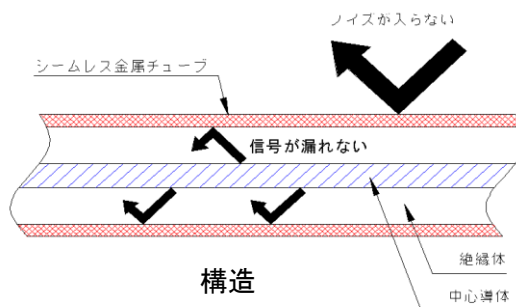 ノイズが入らない
シームレス金属チューブ
信号が漏れない
絶縁体
構造
中心導体